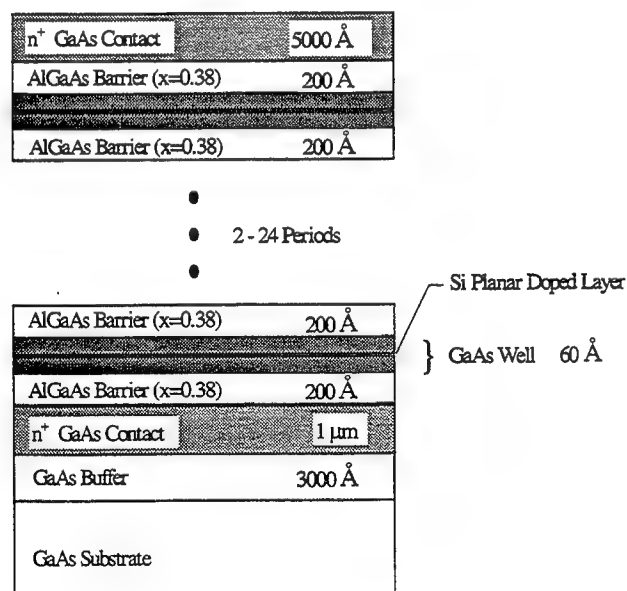 n⁺ GaAs Contact 5000 Å
AlGaAs Barrier (x=0.38) 200 Å
AlGaAs Barrier (x=0.38) 200 Å
2 - 24 Periods
Si Planar Doped Layer
AlGaAs Barrier (x=0.38) 200 Å
GaAs Well 60 Å
AlGaAs Barrier (x=0.38) 200 Å
n⁺ GaAs Contact 1 μm
GaAs Buffer 3000 Å
GaAs Substrate